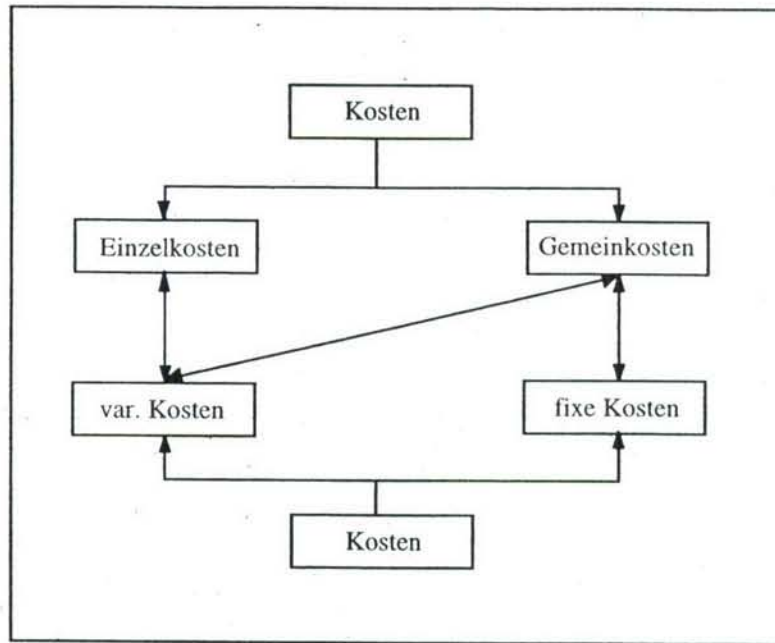 Kosten
Einzelkosten
Gemeinkosten
var. Kosten
fixe Kosten
Kosten